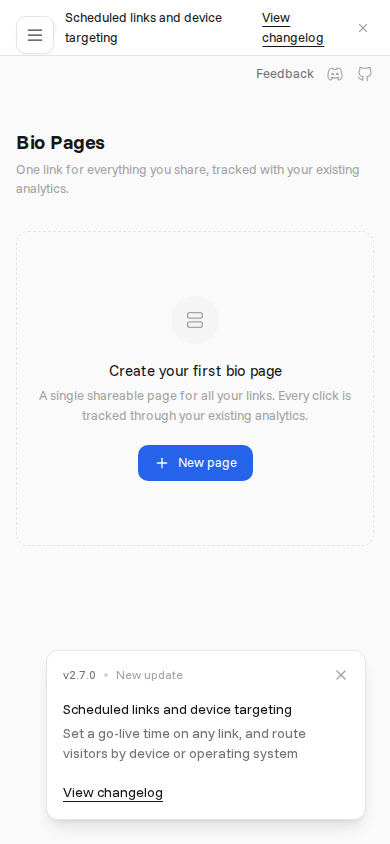 Scheduled links and device targeting
View changelog
Feedback
Bio Pages
One link for everything you share, tracked with your existing
analytics.
Create your first bio page
A single shareable page for all your links. Every click is
tracked through your existing analytics.
New page
v2.7.0 • New update
Scheduled links and device targeting
Set a go-live time on any link, and route
visitors by device or operating system
View changelog